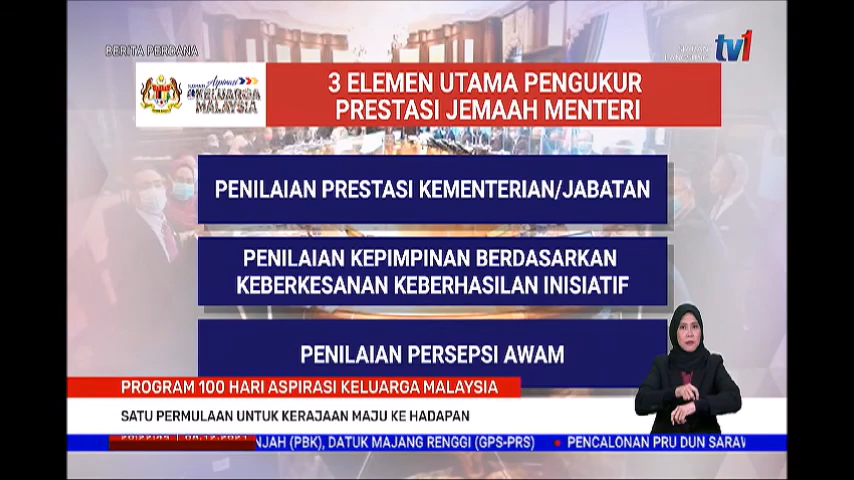 BERITA PERDANA
SIARAN
LANGSUNG
tv1
Aspirasi
KELUARGA
MALAYSIA
3 ELEMEN UTAMA PENGUKUR
PRESTASI JEMAAH MENTERI
PENILAIAN PRESTASI KEMENTERIAN/JABATAN
PENILAIAN KEPIMPINAN BERDASARKAN
KEBERKESANAN KEBERHASILAN INISIATIF
PENILAIAN PERSEPSI AWAM
PROGRAM 100 HARI ASPIRASI KELUARGA MALAYSIA
SATU PERMULAAN UNTUK KERAJAAN MAJU KE HADAPAN
NJAH (PBK), DATUK MAJANG RENGGI (GPS-PRS) • PENCALONAN PRU DUN SARAW